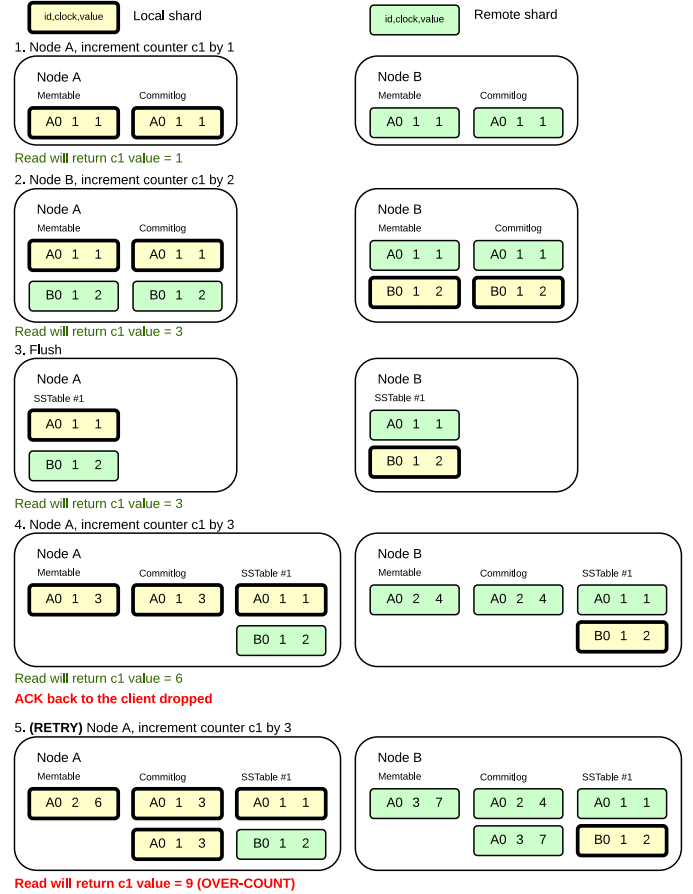 id,clock,value Local shard id,clock,value Remote shard
1. Node A, increment counter c1 by 1
Node A Node B
Memtable Commitlog Memtable Commitlog
A0 1 1 A0 1 1 A0 1 1 A0 1 1
Read will return c1 value = 1
2. Node B, increment counter c1 by 2
Node A Node B
Memtable Commitlog Memtable Commitlog
A0 1 1 A0 1 1 A0 1 1 A0 1 1
B0 1 2 B0 1 2 B0 1 2 B0 1 2
Read will return c1 value = 3
3. Flush
Node A Node B
SSTable #1 SSTable #1
A0 1 1 A0 1 1
B0 1 2 B0 1 2
Read will return c1 value = 3
4. Node A, increment counter c1 by 3
Node A Node B
Memtable Commitlog SSTable #1 Memtable Commitlog SSTable #1
A0 1 3 A0 1 3 A0 1 1 A0 2 4 A0 2 4 A0 1 1
B0 1 2 B0 1 2
Read will return c1 value = 6
ACK back to the client dropped
5. (RETRY) Node A, increment counter c1 by 3
Node A Node B
Memtable Commitlog SSTable #1 Memtable Commitlog SSTable #1
A0 2 6 A0 1 3 A0 1 1 A0 3 7 A0 2 4 A0 1 1
A0 1 3 B0 1 2 A0 3 7 B0 1 2
Read will return c1 value = 9 (OVER-COUNT)